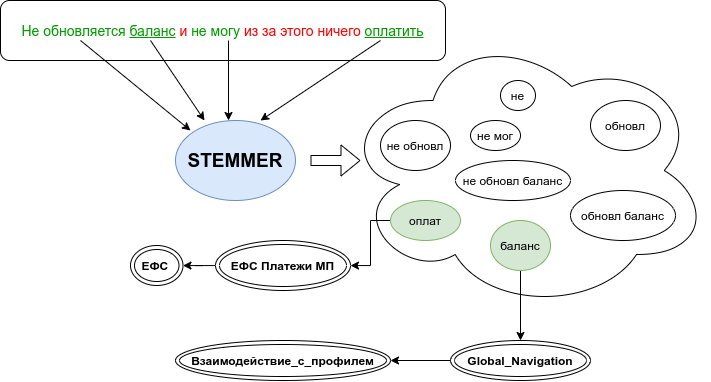 Не обновляется баланс и не могу из за этого ничего оплатить
STEMMER
не
не мог
обновл
не обновл
не обновл баланс
обновл баланс
оплат
баланс
ЕФС
ЕФС Платежи МП
Взаимодействие_с_профилем
Global_Navigation